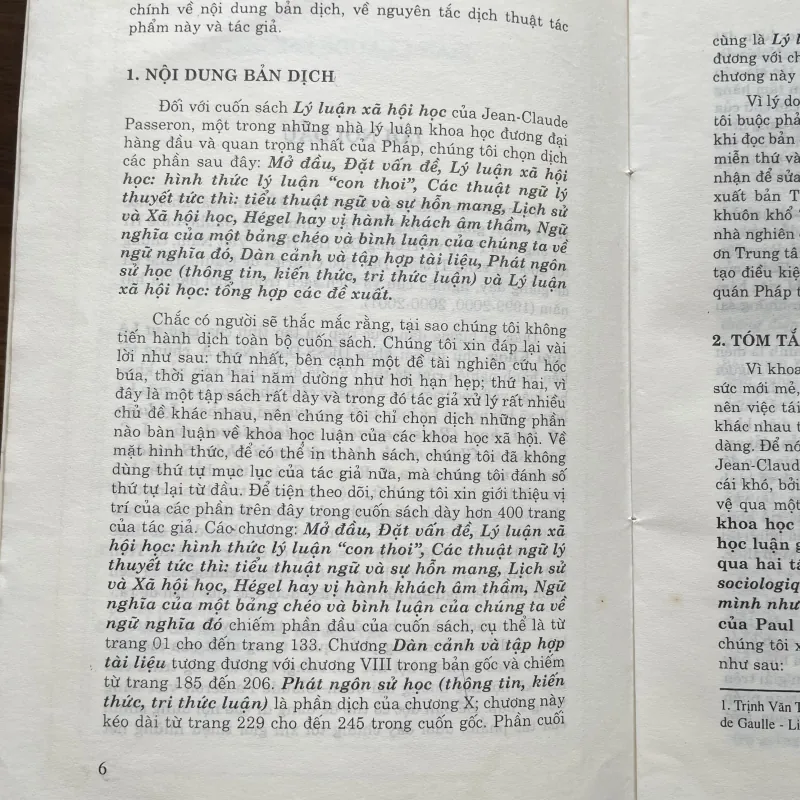 chính về nội dung bản dịch, về nguyên tắc dịch thuật tác
phẩm này và tác giả.
1. NỘI DUNG BẢN DỊCH
Đối với cuốn sách Lý luận xã hội học của Jean-Claude
Passeron, một trong những nhà lý luận khoa học đương đại
hàng đầu và quan trọng nhất của Pháp, chúng tôi chọn dịch
các phần sau đây: Mở đầu, Đặt vấn đề, Lý luận xã hội
học: hình thức lý luận “con thoi”, Các thuật ngữ lý
thuyết tức thì: tiểu thuật ngữ và sự hỗn mang, Lịch sử
và Xã hội học, Hégel hay vị hành khách âm thầm, Ngữ
nghĩa của một bảng chéo và bình luận của chúng ta về
ngữ nghĩa đó, Dàn cảnh và tập hợp tài liệu, Phát ngôn
sử học (thông tin, kiến thức, tri thức luận) và Lý luận
xã hội học: tổng hợp các đề xuất.
Chắc có người sẽ thắc mắc rằng, tại sao chúng tôi không
tiến hành dịch toàn bộ cuốn sách. Chúng tôi xin đáp lại vài
lời như sau: thứ nhất, bên cạnh một đề tài nghiên cứu hóc
búa, thời gian hai năm dường như hơi hạn hẹp; thứ hai, vì
đây là một tập sách rất dày và trong đó tác giả xử lý rất nhiều
chủ đề khác nhau, nên chúng tôi chỉ chọn dịch những phần
nào bàn luận về khoa học luận của các khoa học xã hội. Về
mặt hình thức, để có thể in thành sách, chúng tôi đã không
dùng thứ tự mục lục của tác giả nữa, mà chúng tôi đánh số
thứ tự lại từ đầu. Để tiện theo dõi, chúng tôi xin giới thiệu vị
trí của các phần trên đây trong cuốn sách dày hơn 400 trang
của tác giả. Các chương: Mở đầu, Đặt vấn đề, Lý luận xã
hội học: hình thức lý luận “con thoi”, Các thuật ngữ lý
thuyết tức thì: tiểu thuật ngữ và sự hỗn mang, Lịch sử
và Xã hội học, Hégel hay vị hành khách âm thầm, Ngữ
nghĩa của một bảng chéo và bình luận của chúng ta về
ngữ nghĩa đó chiếm phần đầu của cuốn sách, cụ thể là từ
trang 01 cho đến trang 133. Chương Dàn cảnh và tập hợp
tài liệu tương đương với chương VIII trong bản gốc và chiếm
từ trang 185 đến 206. Phát ngôn sử học (thông tin, kiến
thức, tri thức luận) là phần dịch của chương X; chương này
kéo dài từ trang 229 cho đến 245 trong cuốn gốc. Phần cuối
6
cùng là Lý
đương với
chương này
Vì lý do
tôi buộc phả
khi đọc bản
miễn thứ và
nhận để sửa
xuất bản T
khuôn khổ
nhà nghiên
ơn Trung tâ
tạo điều kiệ
quán Pháp t
2. TÓM TẮ
Vì khoa
sức mới mẻ,
nên việc tái
khác nhau t
dàng. Để nó
Jean-Claud
cái khó, bởi
vệ qua một
khoa học
học luận g
qua hai tá
sociologiq
mình như
của Paul
chúng tôi x
như sau:
1. Trịnh Văn T
de Gaulle - Li